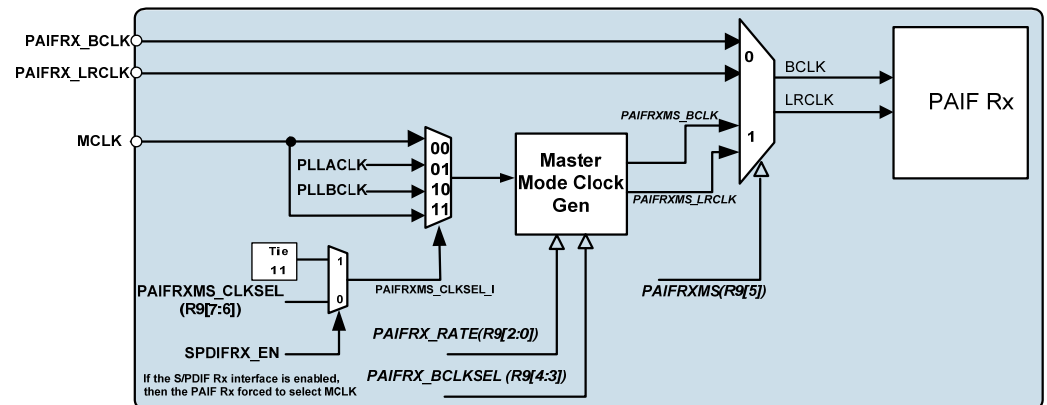 PAIFRX_BCLK
PAIFRX_LRCLK
MCLK
PLLACLK
PLLBCLK
00
01
10
11
Master
Mode Clock
Gen
PAIFRXMS_BCLK
PAIFRXMS_LRCLK
0
1
BCLK
LRCLK
PAIF Rx
Tie
11
1
0
PAIFRXMS_CLKSEL
(R9[7:6])
PAIFRXMS_CLKSEL_I
SPDIFRX_EN
PAIFRXMS(R9[5])
PAIFRX_RATE(R9[2:0])
PAIFRX_BCLKSEL (R9[4:3])
If the S/PDIF Rx interface is enabled,
then the PAIF Rx forced to select MCLK